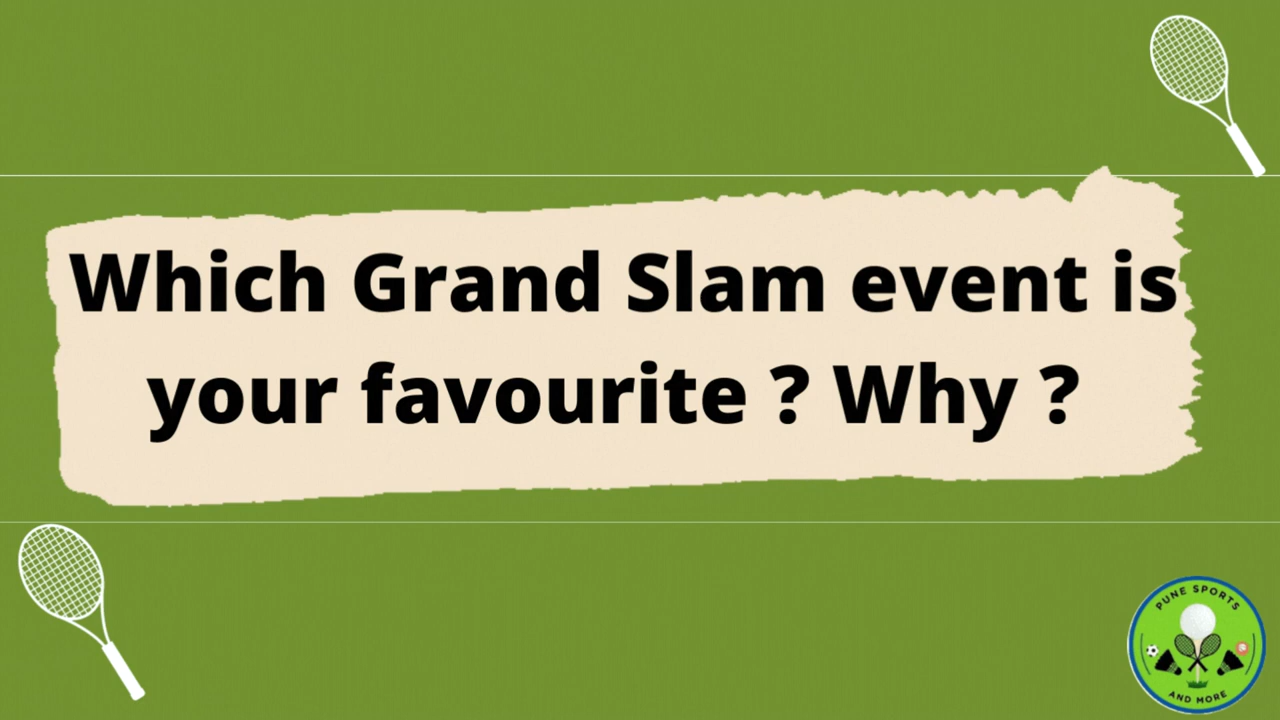 Which Grand Slam event is
your favourite ? Why ?
PUNE SPORTS
AND MORE